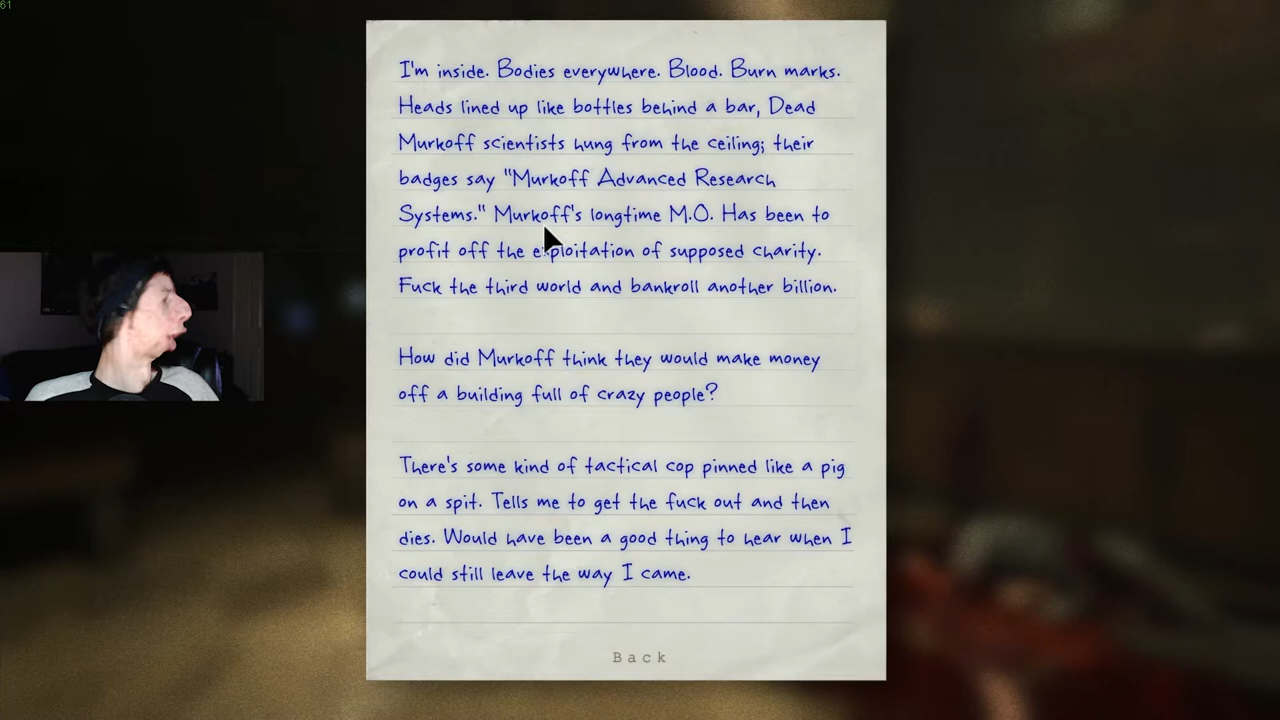 61
I'm inside. Bodies everywhere. Blood. Burn marks.
Heads lined up like bottles behind a bar, Dead
Murkoff scientists hung from the ceiling; their
badges say "Murkoff Advanced Research
Systems." Murkoff's longtime M.O. Has been to
profit off the exploitation of supposed charity.
Fuck the third world and bankroll another billion.
How did Murkoff think they would make money
off a building full of crazy people?
There's some kind of tactical cop pinned like a pig
on a spit. Tells me to get the fuck out and then
dies. Would have been a good thing to hear when I
could still leave the way I came.
Back